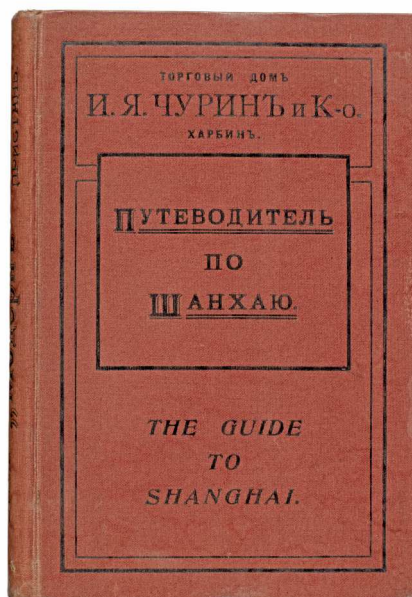 ТОРГОВЫЙ ДОМЪ
И. Я. ЧУРИНЪ и К-о.
ХАРБИНЪ.
ПУТЕВОДИТЕЛЬ
ПО
ШАНХАЮ.
THE GUIDE
TO
SHANGHAI.